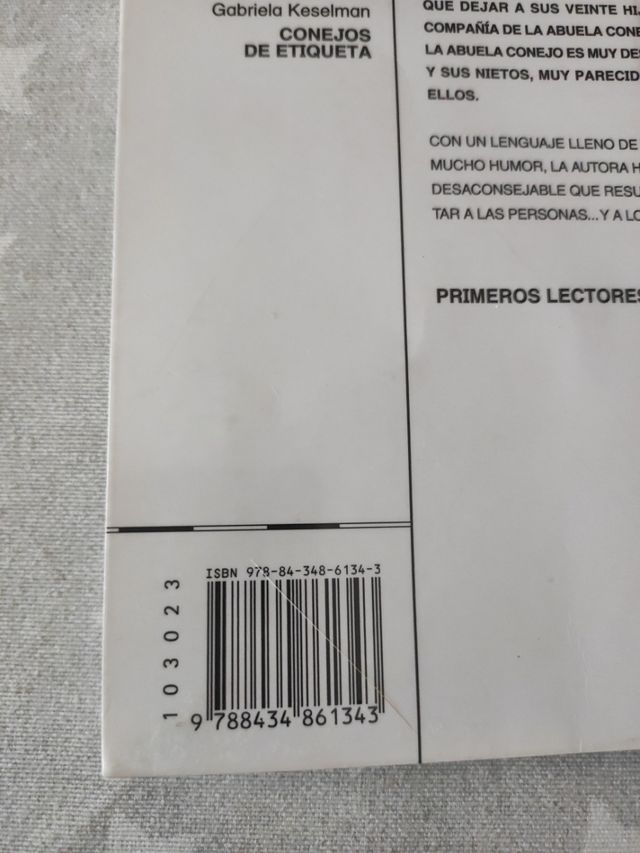 Gabriela Keselman
CONEJOS
DE ETIQUETA
QUE DEJAR A SUS VEINTE
COMPAÑÍA DE LA ABUELA
LA ABUELA CONEJO ES MUY
Y SUS NIETOS, MUY
ELLOS.
CON UN LENGUAJE LLENO DE
MUCHO HUMOR, LA AUTORA
DESACONSEJABLE QUE
TAR A LAS PERSONAS...Y A
PRIMEROS LECTORES
ISBN 978-84-348-6134-3
103023
9 788434 861343